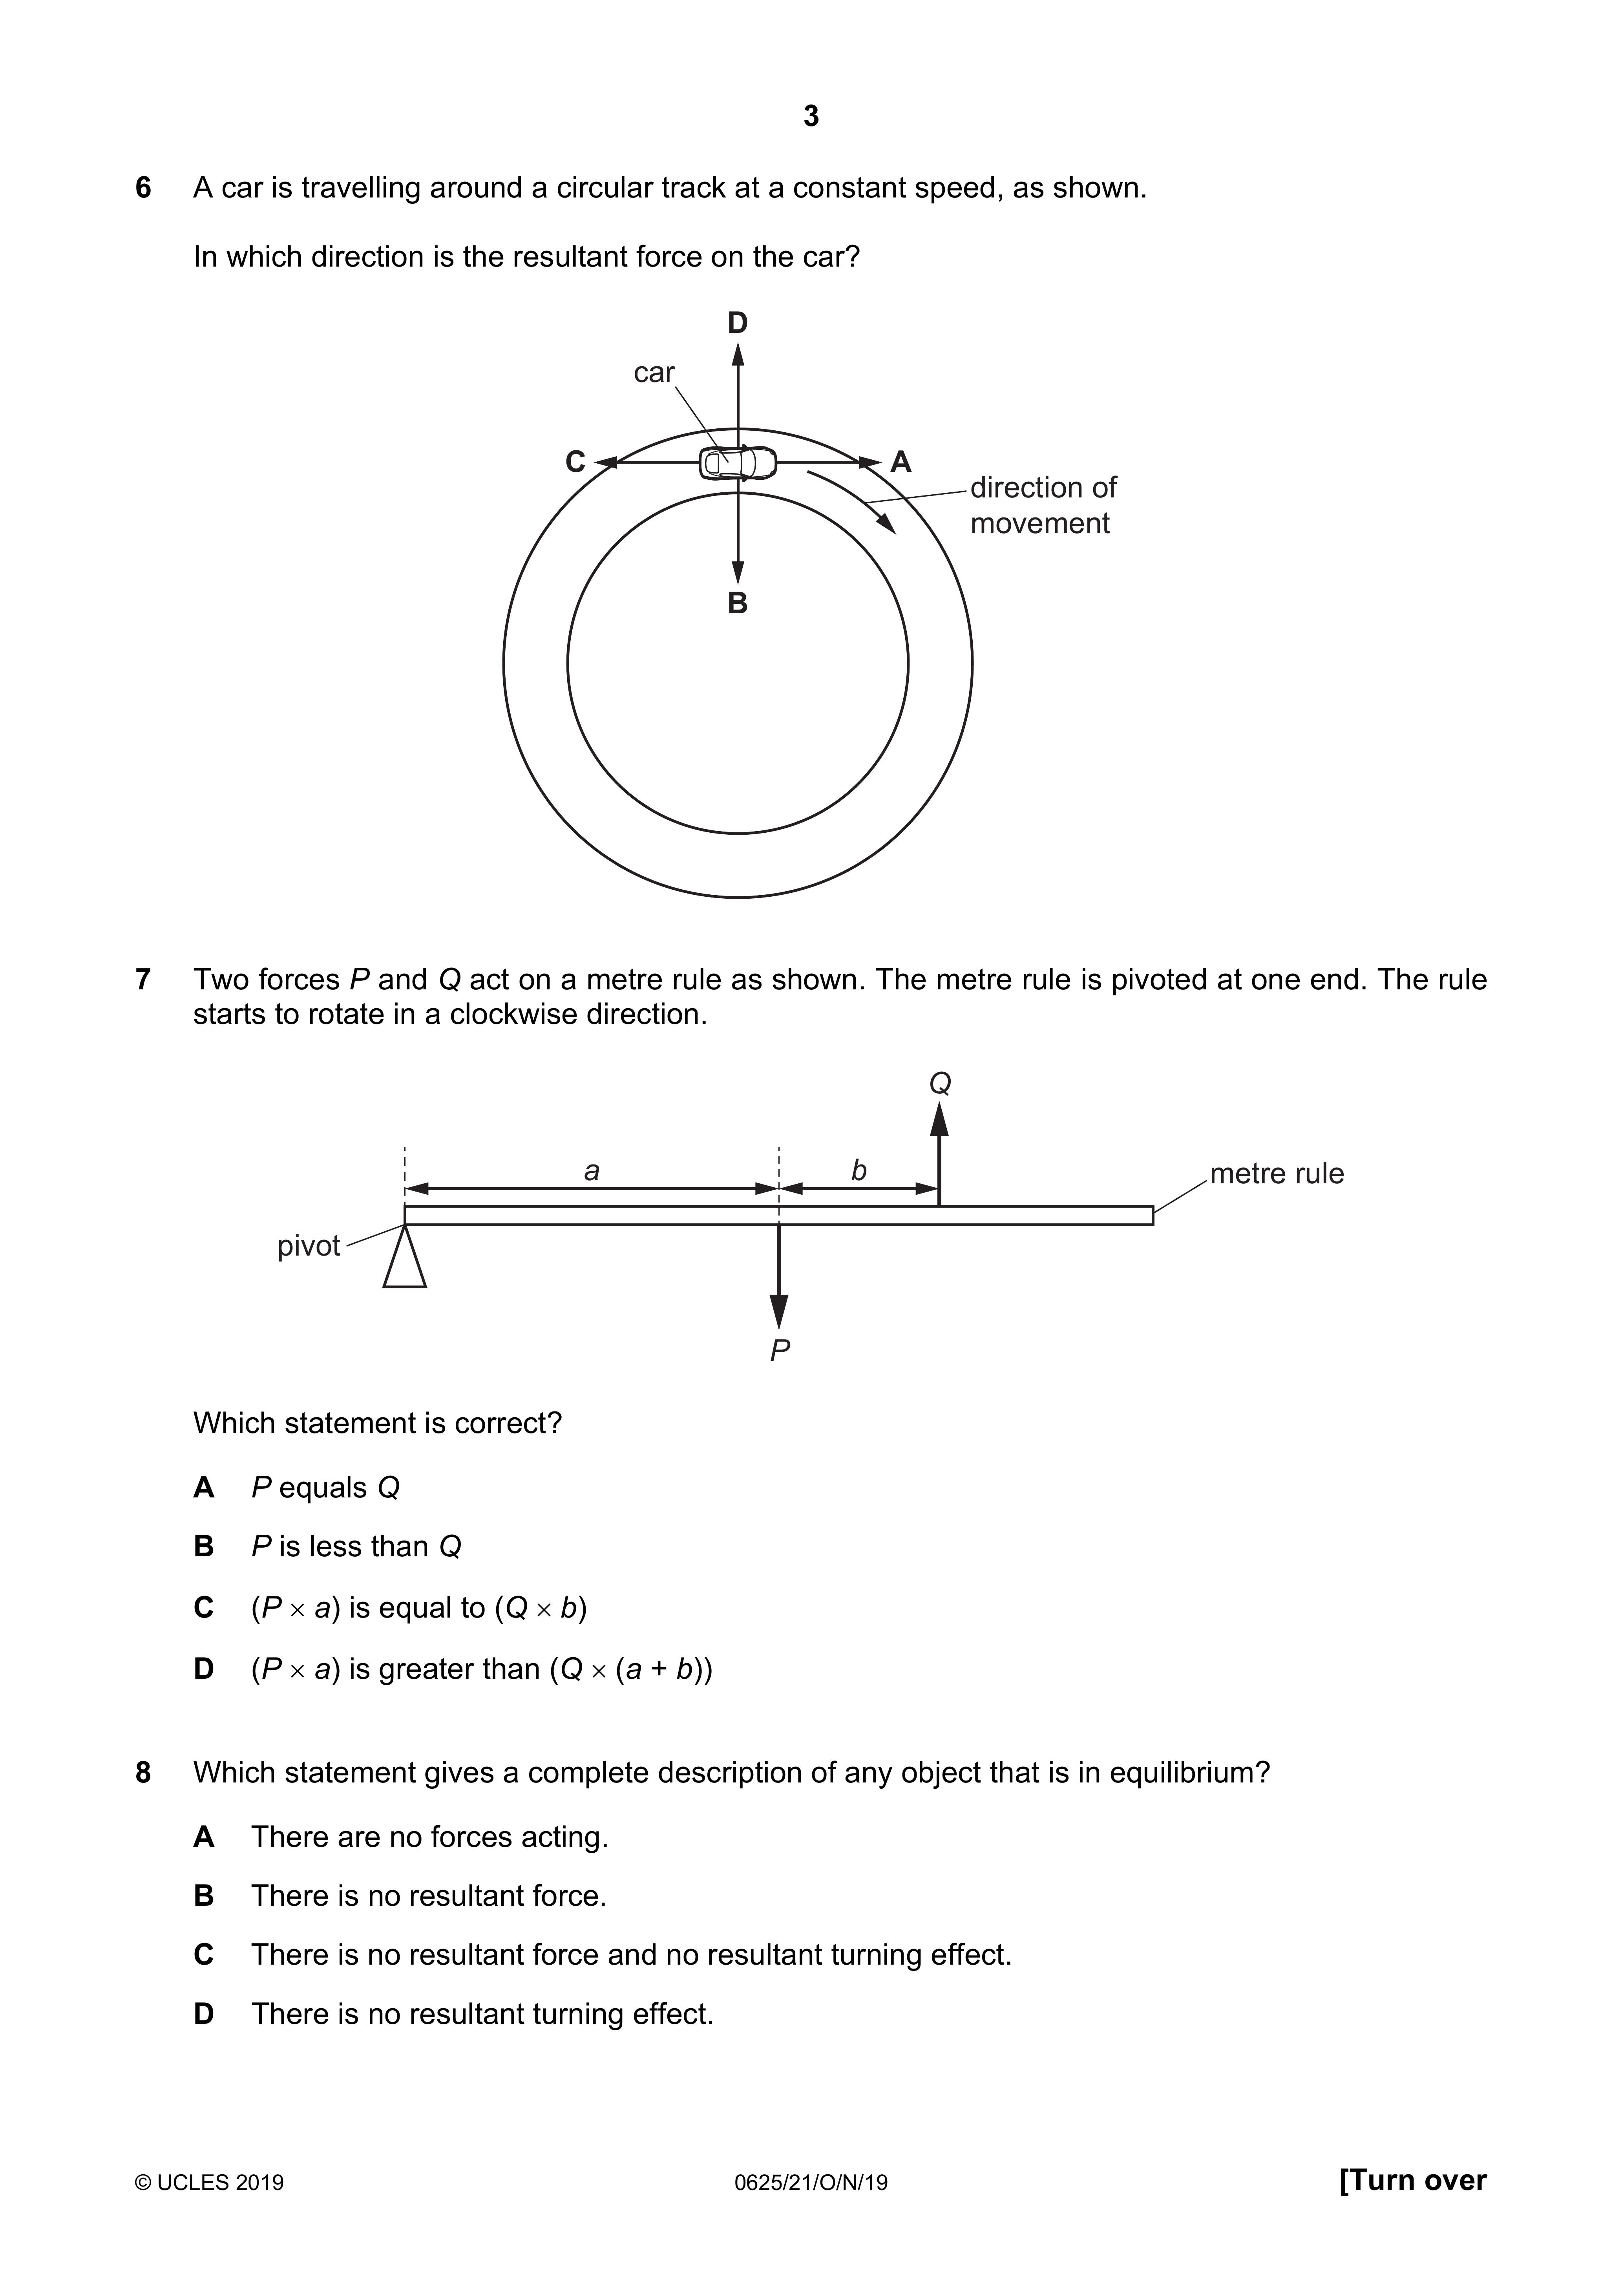 3
6 A car is travelling around a circular track at a constant speed, as shown.
In which direction is the resultant force on the car?
D
car
C
A
direction of
movement
B
7 Two forces P and Q act on a metre rule as shown. The metre rule is pivoted at one end. The rule
starts to rotate in a clockwise direction.
Q
a
b
metre rule
pivot
P
Which statement is correct?
A P equals Q
B P is less than Q
C (P × a) is equal to (Q × b)
D (P × a) is greater than (Q × (a + b))
8 Which statement gives a complete description of any object that is in equilibrium?
A There are no forces acting.
B There is no resultant force.
C There is no resultant force and no resultant turning effect.
D There is no resultant turning effect.
© UCLES 2019 0625/21/O/N/19 [Turn over